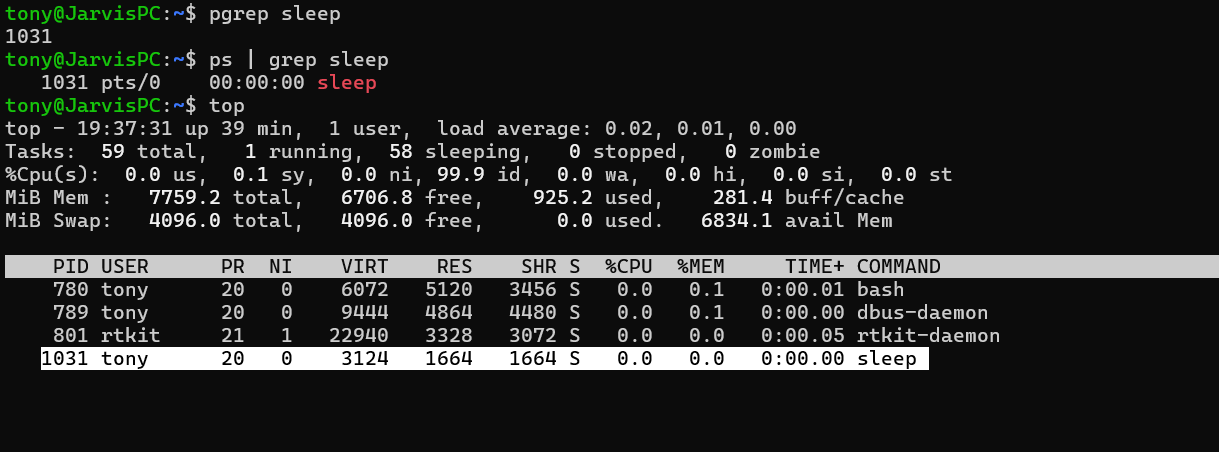 tony@JarvisPC:~$ pgrep sleep
1031
tony@JarvisPC:~$ ps | grep sleep
   1031 pts/0    00:00:00 sleep
tony@JarvisPC:~$ top
top - 19:37:31 up 39 min,  1 user,  load average: 0.02, 0.01, 0.00
Tasks:  59 total,   1 running,  58 sleeping,   0 stopped,   0 zombie
%Cpu(s):  0.0 us,  0.1 sy,  0.0 ni, 99.9 id,  0.0 wa,  0.0 hi,  0.0 si,  0.0 st
MiB Mem :   7759.2 total,   6706.8 free,    925.2 used,    281.4 buff/cache
MiB Swap:   4096.0 total,   4096.0 free,      0.0 used.   6834.1 avail Mem
    PID USER      PR  NI    VIRT    RES    SHR S  %CPU  %MEM     TIME+ COMMAND
    780 tony      20   0    6072   5120   3456 S   0.0   0.1   0:00.01 bash
    789 tony      20   0    9444   4864   4480 S   0.0   0.1   0:00.00 dbus-daemon
    801 rtkit     21   1   22940   3328   3072 S   0.0   0.0   0:00.05 rtkit-daemon
   1031 tony      20   0    3124   1664   1664 S   0.0   0.0   0:00.00 sleep